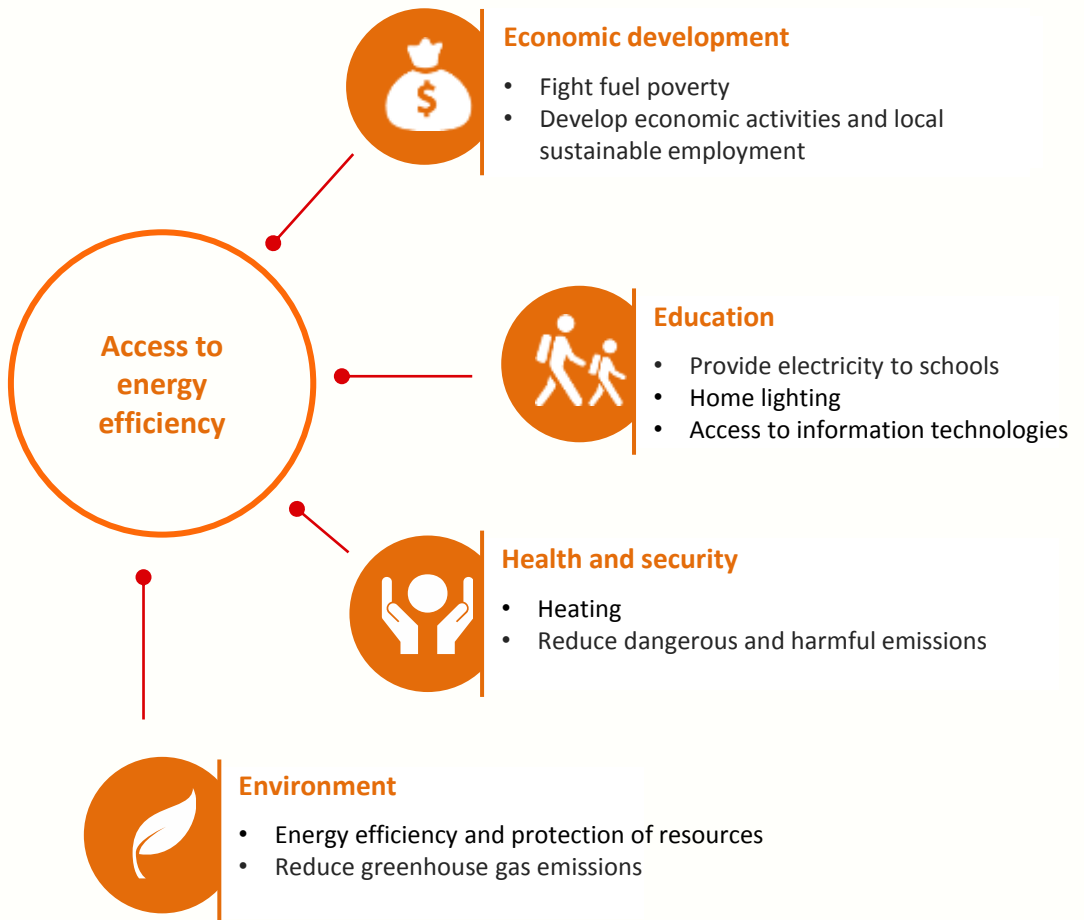 Economic development
• Fight fuel poverty
• Develop economic activities and local
sustainable employment
$
Access to
energy
efficiency
Education
• Provide electricity to schools
• Home lighting
• Access to information technologies
Health and security
• Heating
• Reduce dangerous and harmful emissions
Environment
• Energy efficiency and protection of resources
• Reduce greenhouse gas emissions